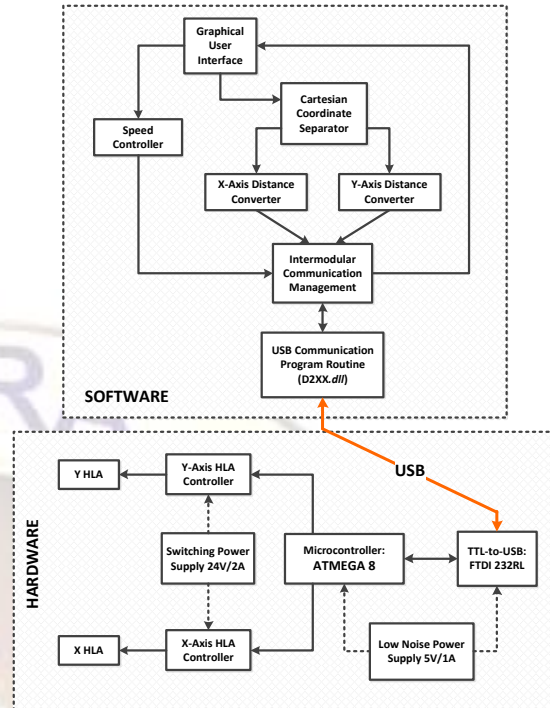 Graphical
User
Interface
Cartesian
Coordinate
Separator
Speed
Controller
X-Axis Distance
Converter
Y-Axis Distance
Converter
Intermodular
Communication
Management
USB Communication
Program Routine
(D2XX.dll)
SOFTWARE
USB
HARDWARE
Y HLA
Y-Axis HLA
Controller
Switching Power
Supply 24V/2A
Microcontroller:
ATMEGA 8
TTL-to-USB:
FTDI 232RL
X HLA
X-Axis HLA
Controller
Low Noise Power
Supply 5V/1A